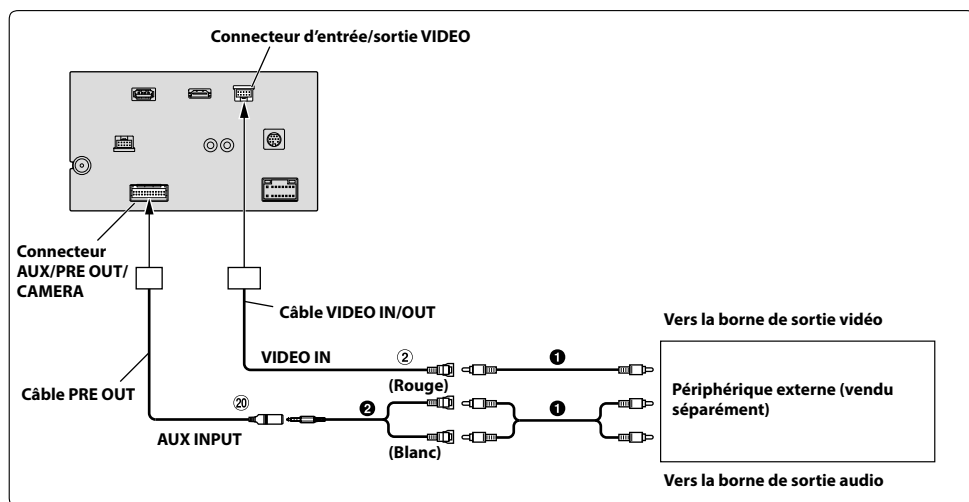 Connecteur d'entrée/sortie VIDEO
Connecteur
AUX/PRE OUT/
CAMERA
Câble VIDEO IN/OUT
Vers la borne de sortie vidéo
VIDEO IN
②
❶
(Rouge)
Périphérique externe (vendu
séparément)
Câble PRE OUT
⑳
❷
❶
AUX INPUT
(Blanc)
Vers la borne de sortie audio